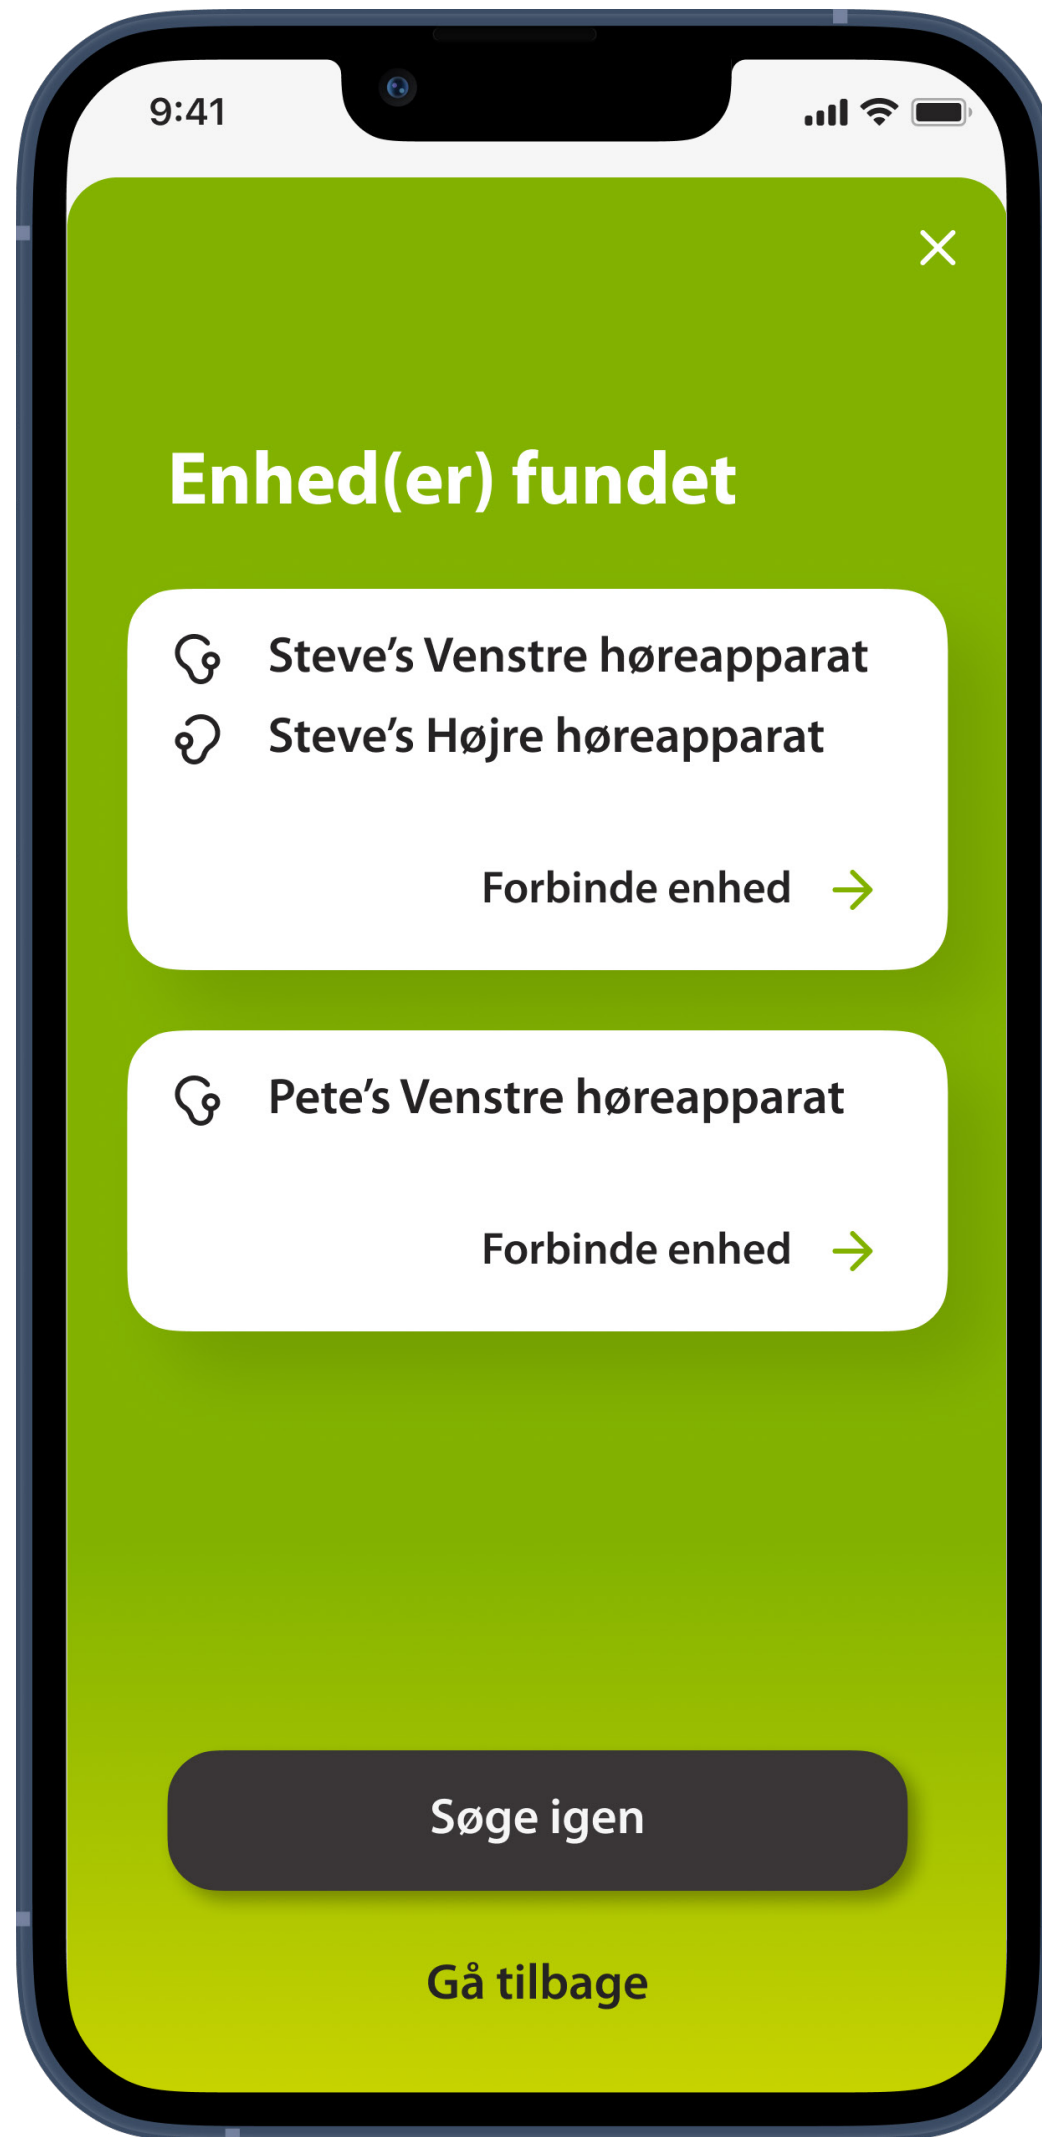 9:41
Enhed(er) fundet
Steve’s Venstre høreapparat
Steve’s Højre høreapparat
Forbinde enhed
Pete’s Venstre høreapparat
Forbinde enhed
Søge igen
Gå tilbage